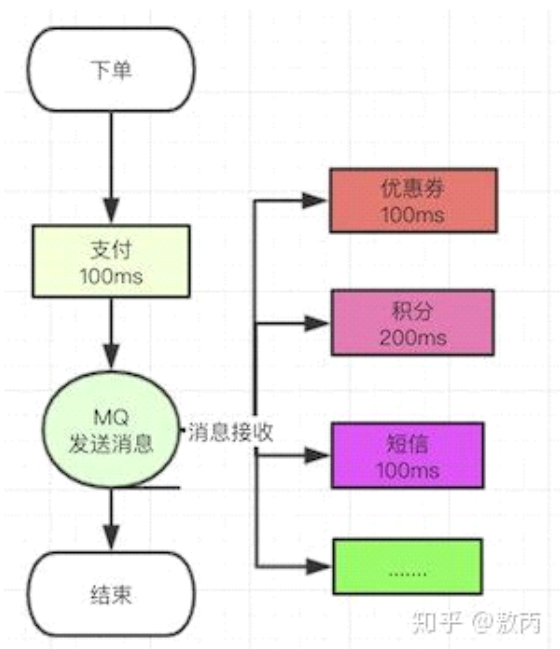 下单
支付
100ms
MQ
发送消息
结束
消息接收
优惠券
100ms
积分
200ms
短信
100ms
.......
知乎 @敖丙